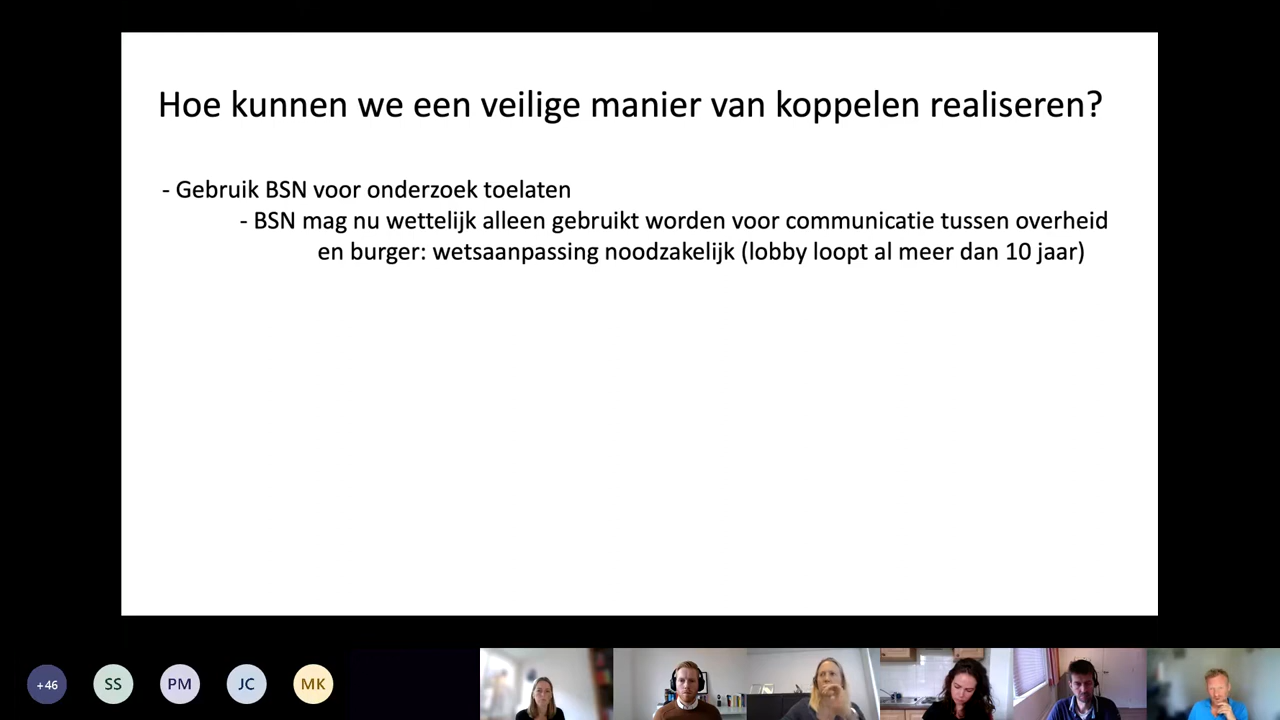 Hoe kunnen we een veilige manier van koppelen realiseren?
- Gebruik BSN voor onderzoek toelaten
- BSN mag nu wettelijk alleen gebruikt worden voor communicatie tussen overheid
en burger: wetsaanpassing noodzakelijk (lobby loopt al meer dan 10 jaar)
+46 SS PM JC MK